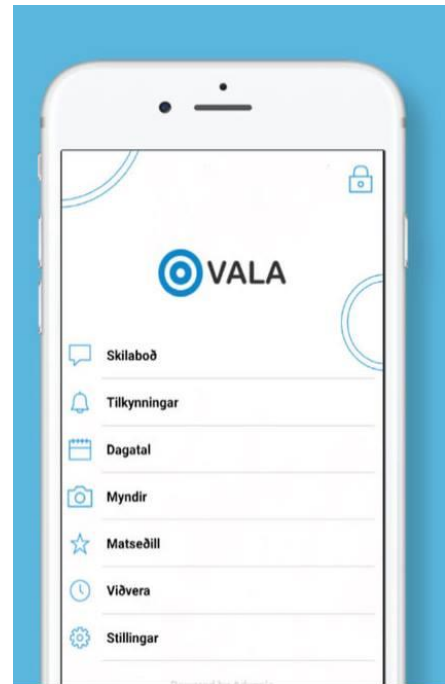 VALA
Skilaboð
Tilkynningar
Dagatal
Myndir
Matseðill
Viðvera
Stillingar